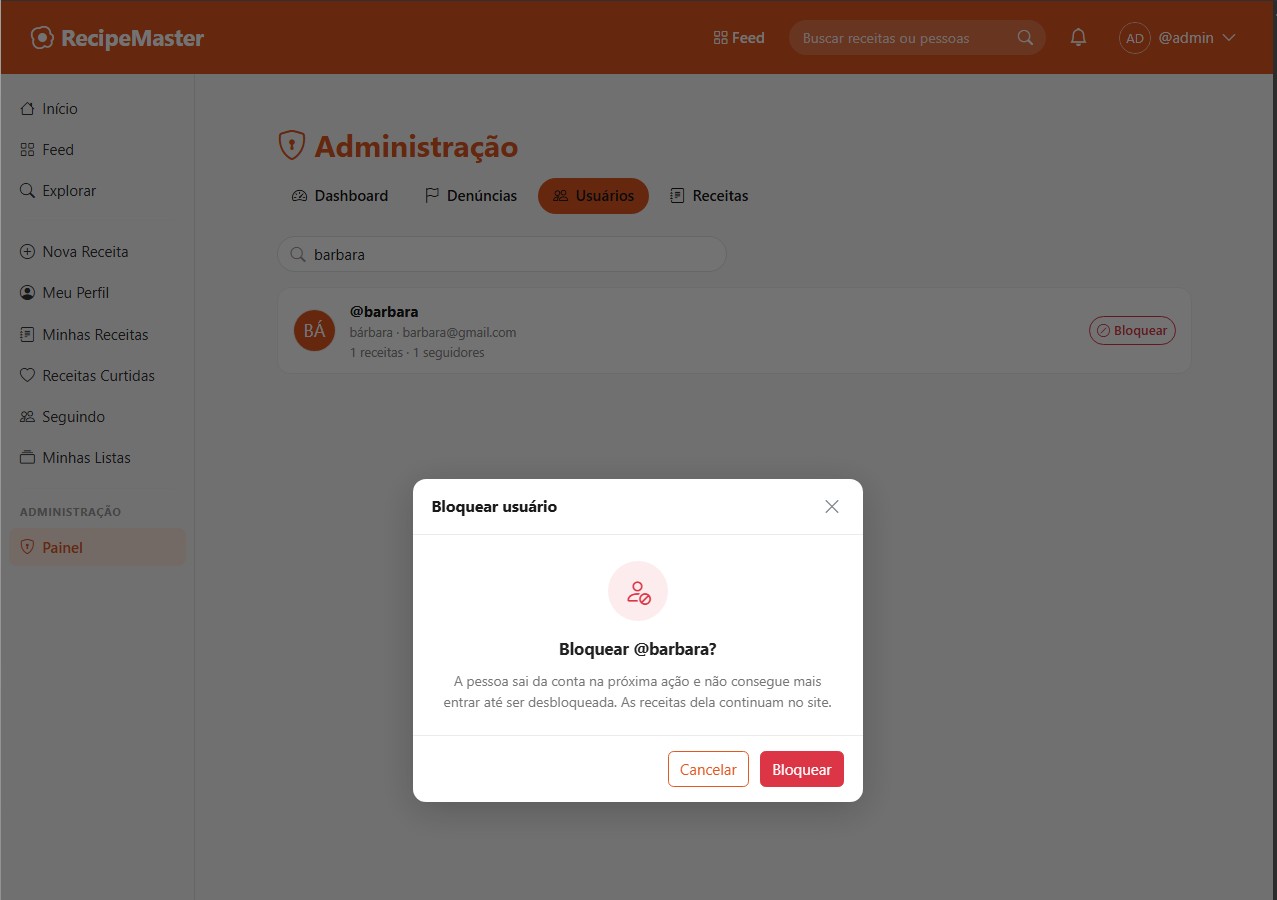 RecipeMaster
Feed
Buscar receitas ou pessoas
AD @admin
Início
Feed
Explorar
Nova Receita
Meu Perfil
Minhas Receitas
Receitas Curtidas
Seguindo
Minhas Listas
ADMINISTRAÇÃO
Painel
Administração
Dashboard Denúncias Usuários Receitas
barbara
BÁ
@barbara
bárbara · barbara@gmail.com
1 receitas · 1 seguidores
Bloquear
Bloquear usuário
Bloquear @barbara?
A pessoa sai da conta na próxima ação e não consegue mais
entrar até ser desbloqueada. As receitas dela continuam no site.
Cancelar Bloquear